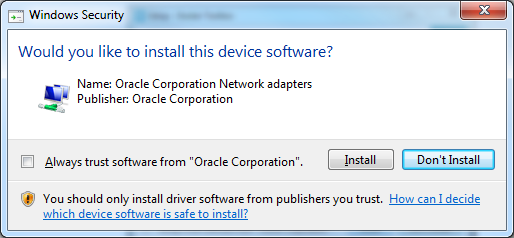 Windows Security
Would you like to install this device software?
Name: Oracle Corporation Network adapters
Publisher: Oracle Corporation
Always trust software from "Oracle Corporation".
Install
Don't Install
You should only install driver software from publishers you trust. How can I decide
which device software is safe to install?